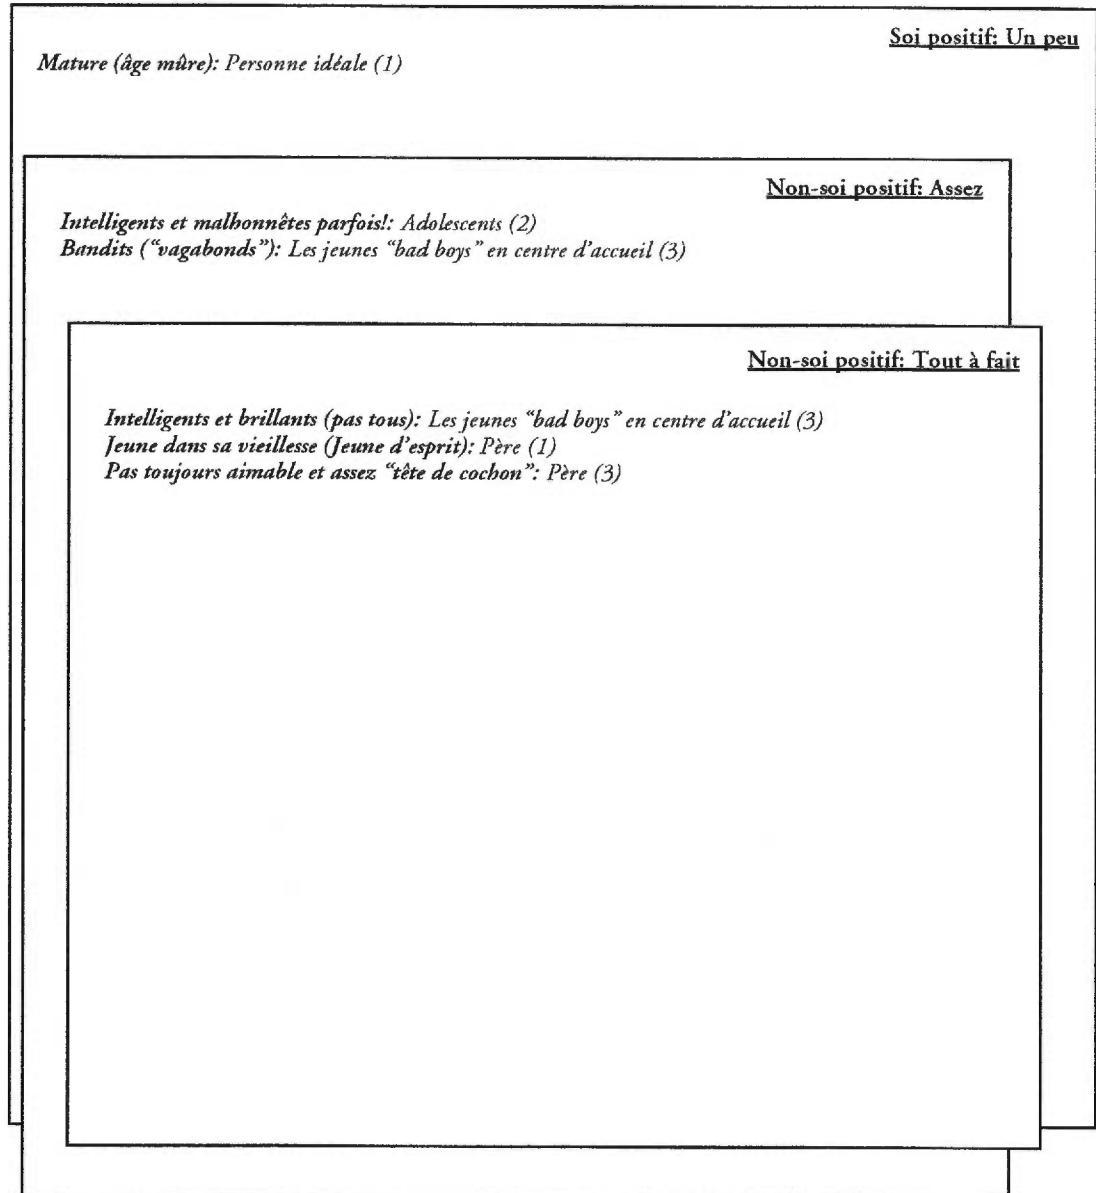 Soi positif: Un peu
Mature (âge mûre): Personne idéale (1)
Non-soi positif: Assez
Intelligents et malhonnêtes parfois!: Adolescents (2)
Bandits (“vagabonds”): Les jeunes “bad boys” en centre d'accueil (3)
Non-soi positif: Tout à fait
Intelligents et brillants (pas tous): Les jeunes “bad boys” en centre d'accueil (3)
Jeune dans sa vieillesse (Jeune d'esprit): Père (1)
Pas toujours aimable et assez “tête de cochon”: Père (3)